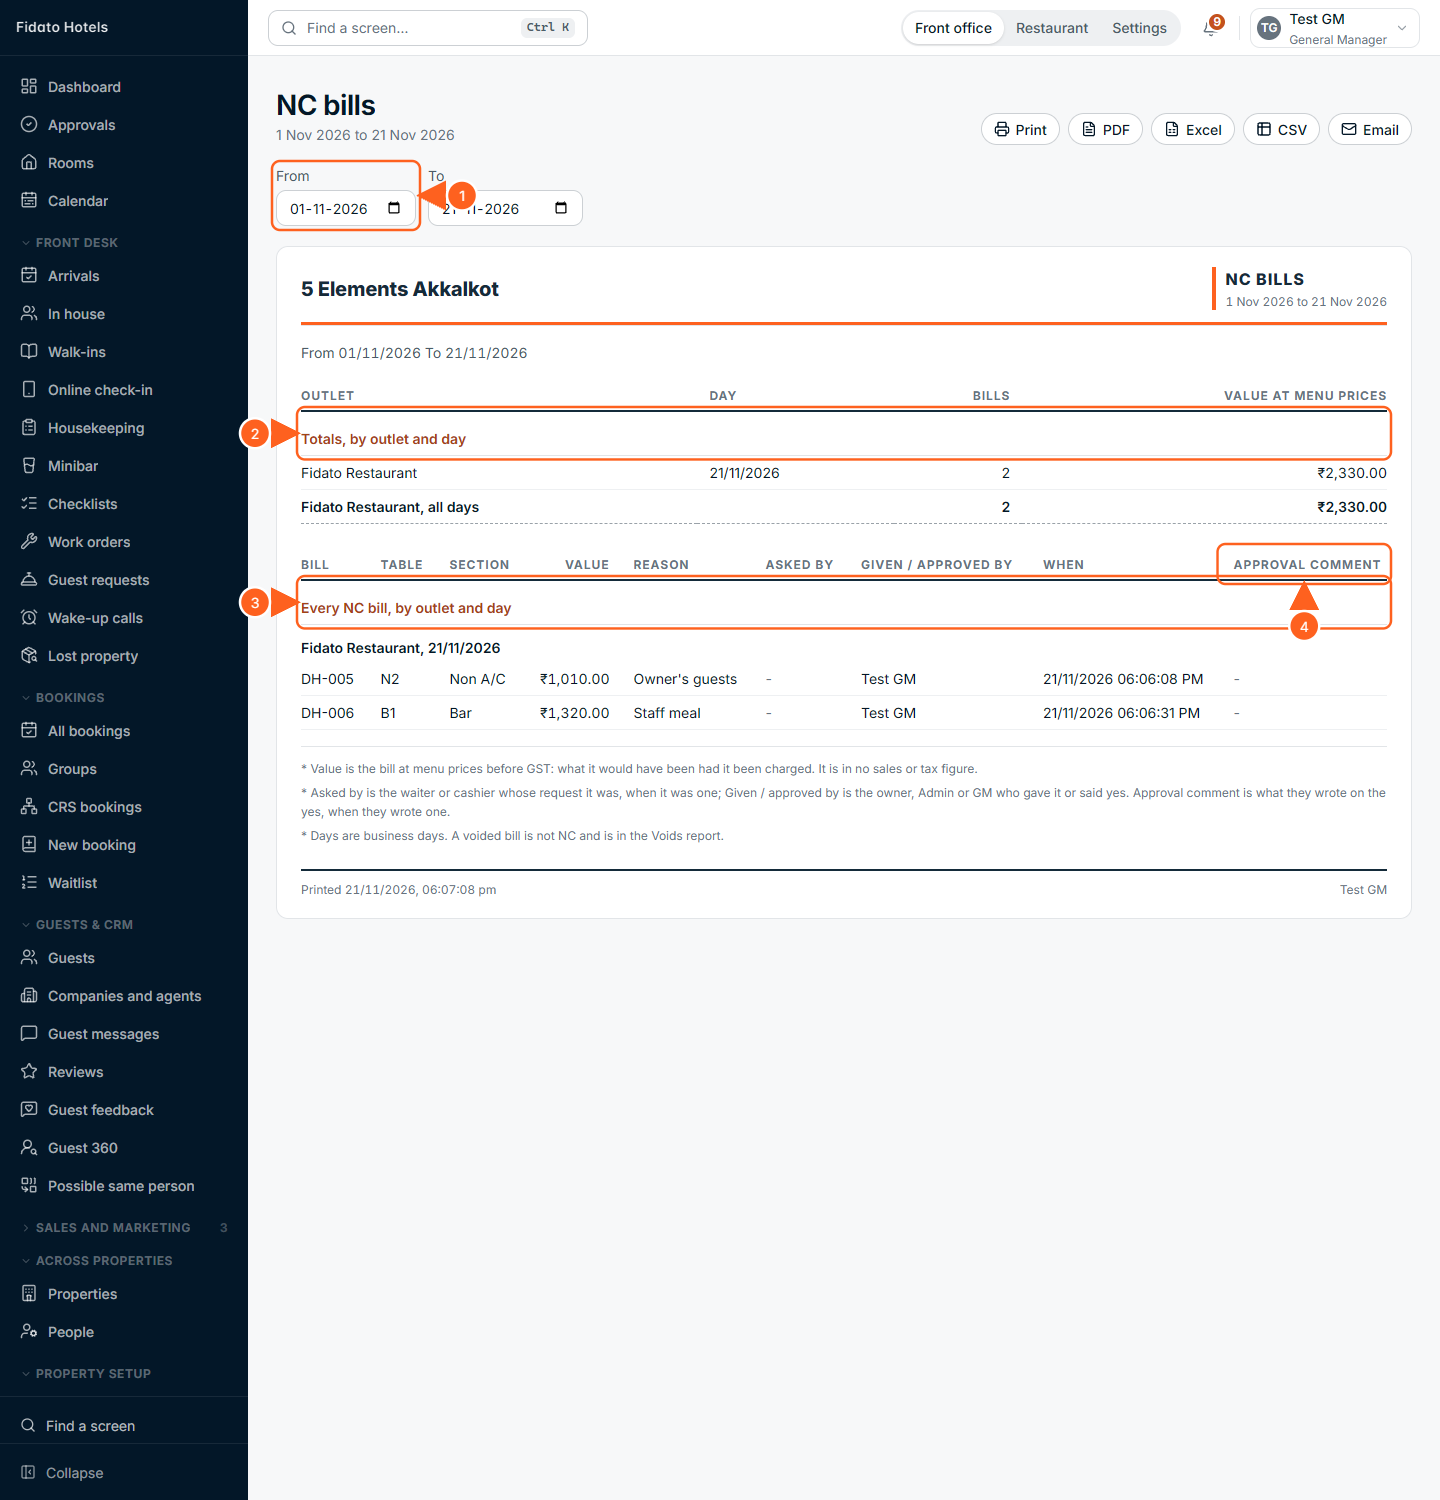 Fidato Hotels
Find a screen...
Ctrl K
Front office
Restaurant
Settings
9
TG
Test GM
General Manager
Dashboard
Approvals
Rooms
Calendar
FRONT DESK
Arrivals
In house
Walk-ins
Online check-in
Housekeeping
Minibar
Checklists
Work orders
Guest requests
Wake-up calls
Lost property
BOOKINGS
All bookings
Groups
CRS bookings
New booking
Waitlist
GUESTS & CRM
Guests
Companies and agents
Guest messages
Reviews
Guest feedback
Guest 360
Possible same person
SALES AND MARKETING 3
ACROSS PROPERTIES
Properties
People
PROPERTY SETUP
Find a screen
Collapse
NC bills
1 Nov 2026 to 21 Nov 2026
Print
PDF
Excel
CSV
Email
From
To
01-11-2026
1
21-11-2026
5 Elements Akkalkot
NC BILLS
1 Nov 2026 to 21 Nov 2026
From 01/11/2026 To 21/11/2026
OUTLET DAY BILLS VALUE AT MENU PRICES
2
Totals, by outlet and day
Fidato Restaurant 21/11/2026 2 ₹2,330.00
Fidato Restaurant, all days 2 ₹2,330.00
BILL TABLE SECTION VALUE REASON ASKED BY GIVEN / APPROVED BY WHEN APPROVAL COMMENT
3
Every NC bill, by outlet and day
4
Fidato Restaurant, 21/11/2026
DH-005 N2 Non A/C ₹1,010.00 Owner's guests - Test GM 21/11/2026 06:06:08 PM -
DH-006 B1 Bar ₹1,320.00 Staff meal - Test GM 21/11/2026 06:06:31 PM -
* Value is the bill at menu prices before GST: what it would have been had it been charged. It is in no sales or tax figure.
* Asked by is the waiter or cashier whose request it was, when it was one; Given / approved by is the owner, Admin or GM who gave it or said yes. Approval comment is what they wrote on the
yes, when they wrote one.
* Days are business days. A voided bill is not NC and is in the Voids report.
Printed 21/11/2026, 06:07:08 pm
Test GM